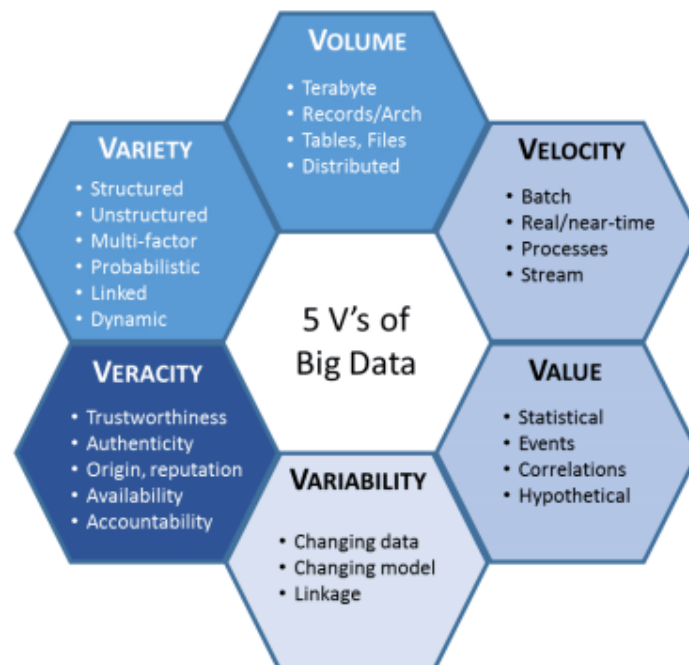 VOLUME
• Terabyte
• Records/Arch
• Tables, Files
• Distributed
VARIETY
• Structured
• Unstructured
• Multi-factor
• Probabilistic
• Linked
• Dynamic
VELOCITY
• Batch
• Real/near-time
• Processes
• Stream
5 V's of
Big Data
VERACITY
• Trustworthiness
• Authenticity
• Origin, reputation
• Availability
• Accountability
VALUE
• Statistical
• Events
• Correlations
• Hypothetical
VARIABILITY
• Changing data
• Changing model
• Linkage